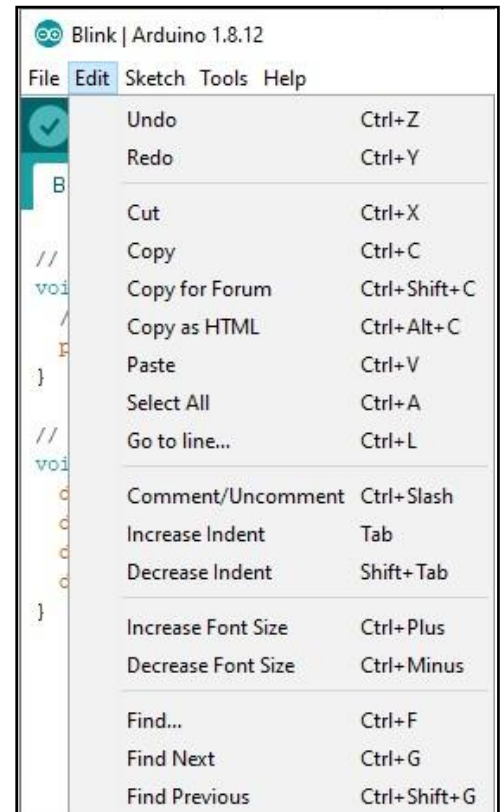 Blink | Arduino 1.8.12
File Edit Sketch Tools Help
Undo Ctrl+Z
Redo Ctrl+Y
B
Cut Ctrl+X
//
Copy Ctrl+C
voi
Copy for Forum Ctrl+Shift+C
/
Copy as HTML Ctrl+Alt+C
p
Paste Ctrl+V
}
Select All Ctrl+A
//
Go to line... Ctrl+L
voi
Comment/Uncomment Ctrl+Slash
d
Increase Indent Tab
d
d
Decrease Indent Shift+Tab
d
}
Increase Font Size Ctrl+Plus
Decrease Font Size Ctrl+Minus
Find... Ctrl+F
Find Next Ctrl+G
Find Previous Ctrl+Shift+G